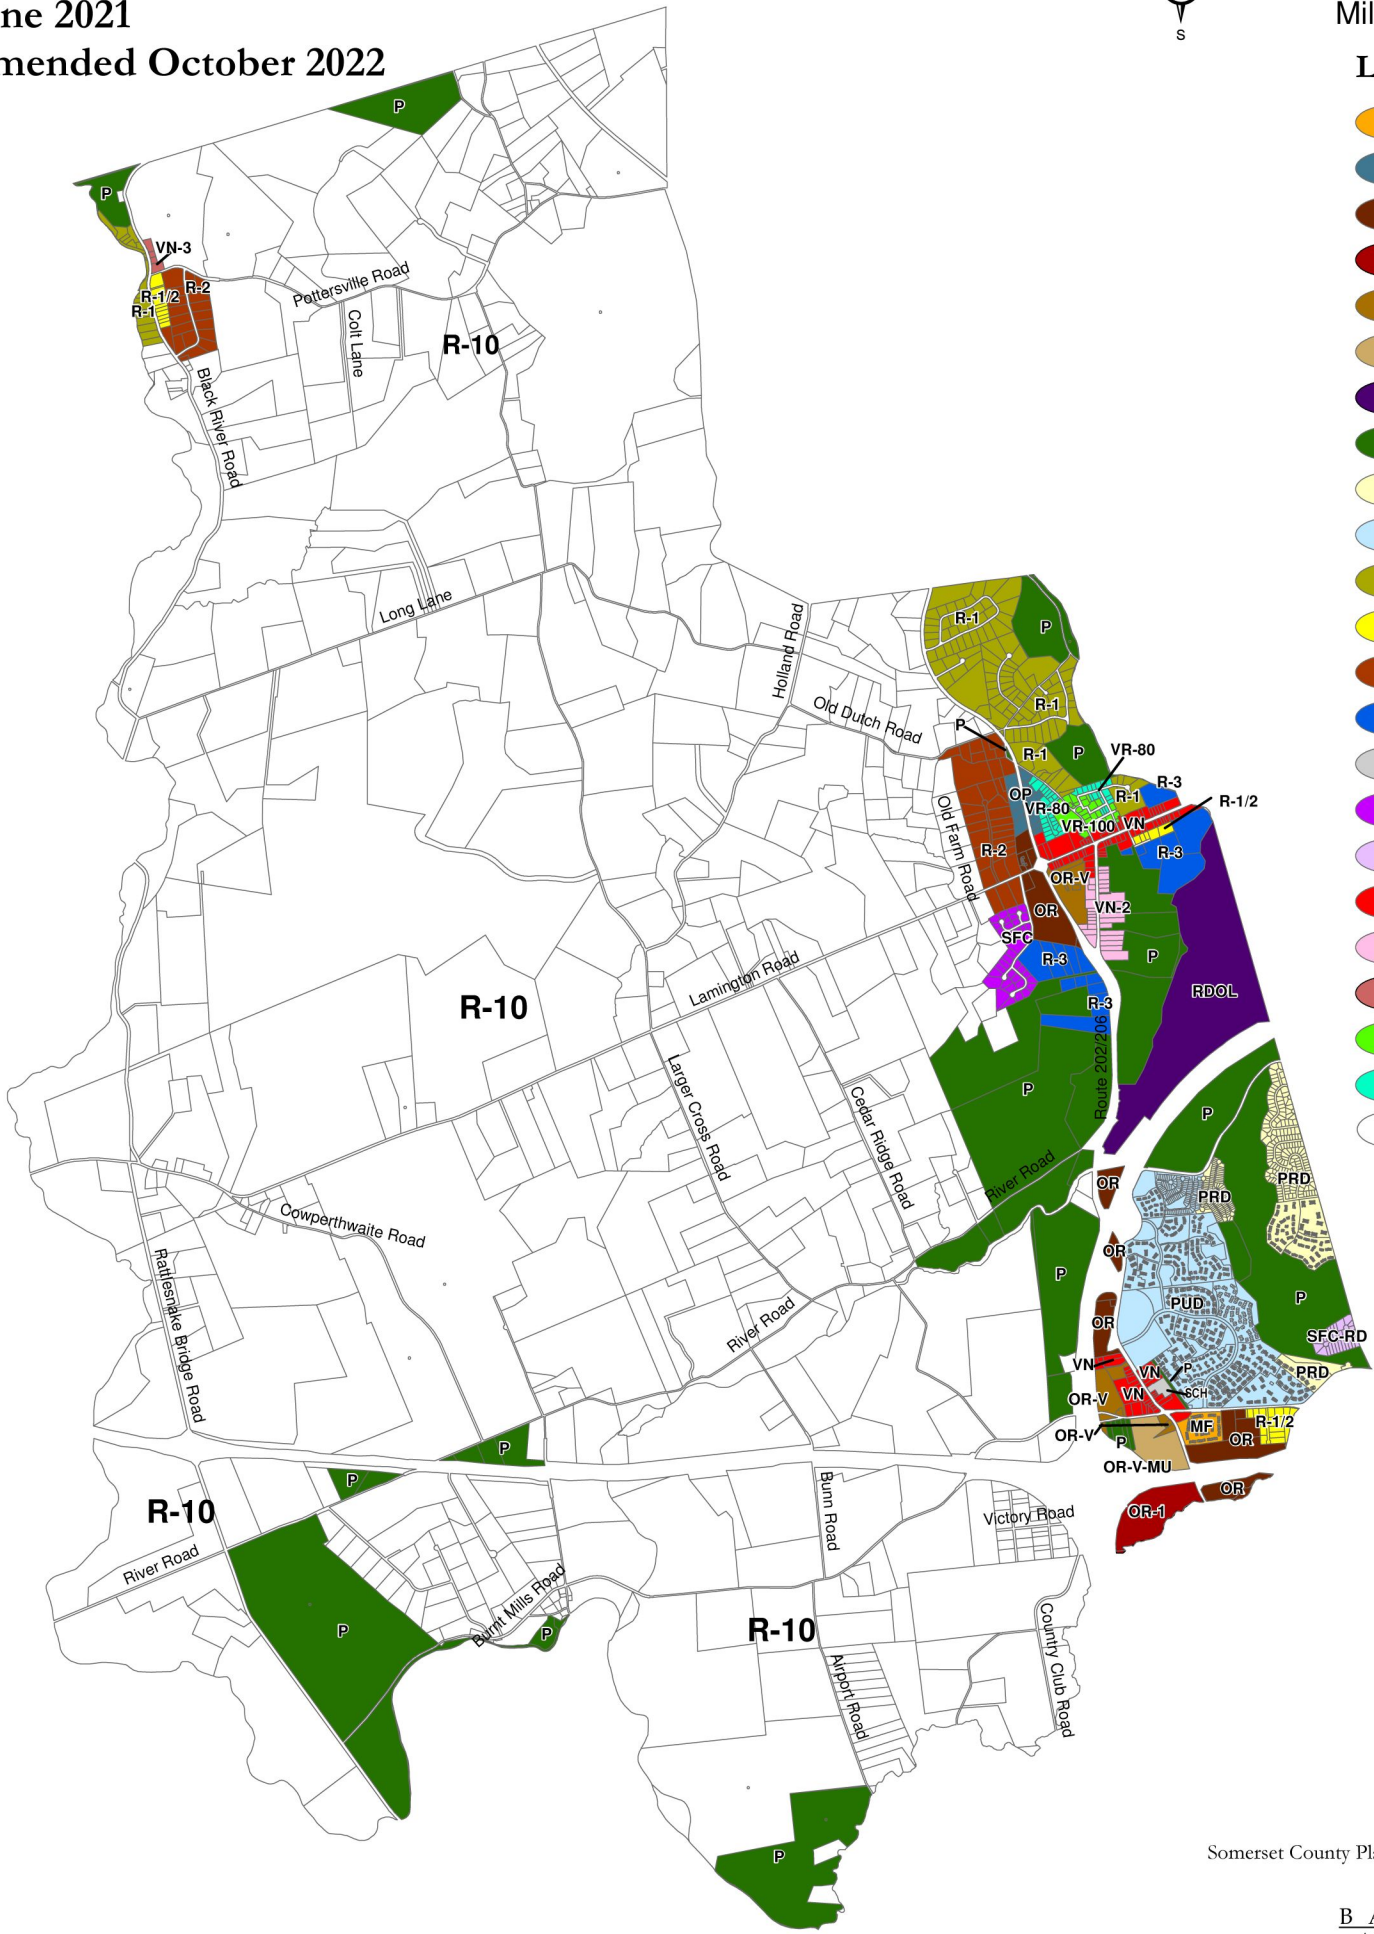 ne 2021
mended October 2022
S
Mil
L
P
P
VN-3
R-1/2
R-2
R-1
Pottersville Road
Colt Lane
R-10
Black River Road
Long Lane
Holland Road
Old Dutch Road
R-1
P
R-1
P
R-1
P
VR-80
R-3
R-1
R-1/2
OP
VR-80
VR-100
VN
R-3
Old Farm Road
R-2
OR-V
VN-2
OR
SFC
R-3
P
R-3
RDOL
Lamington Road
R-10
Route 202/206
Larger Cross Road
Cedar Ridge Road
P
P
River Road
OR
PRD
PRD
Cowperthwaite Road
Rattlesnake Bridge Road
OR
P
PUD
P
OR
SFC-RD
River Road
VN
VN
P
PRD
SCH
OR-V
VN
OR-V
P
MF
OR
R-1/2
OR-V-MU
P
P
R-10
Bunn Road
Victory Road
OR-1
OR
River Road
Burnt Mills Road
P
P
R-10
Country Club Road
Airport Road
P
Somerset County Pla
B A